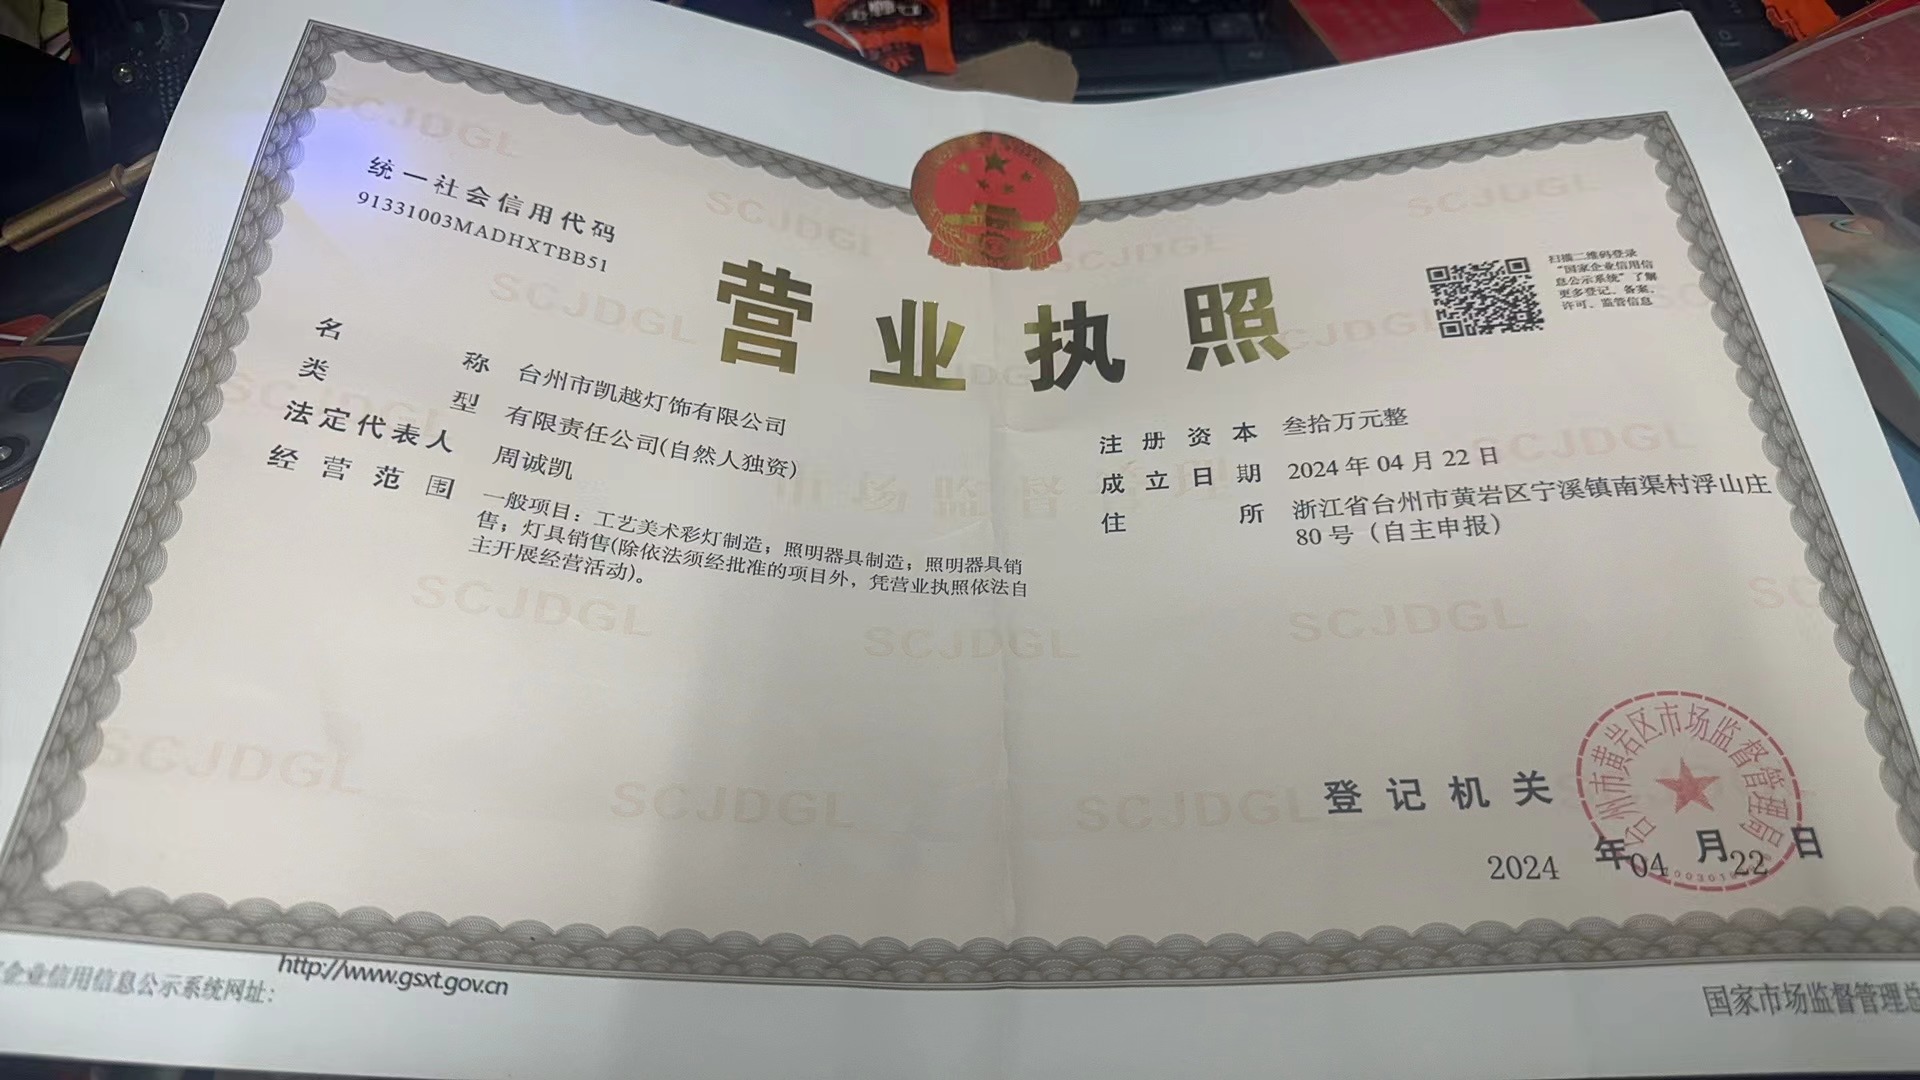 统一社会信用代码
91331003MADHXTBB51
营业执照
扫描二维码登录
“国家企业信用信
息公示系统”了解
更多登记、备案、
许可、监管信息
名 称 台州市凯越灯饰有限公司
类 型 有限责任公司(自然人独资)
法定代表人 周诚凯
经营范围 一般项目：工艺美术彩灯制造；照明器具制造；照明器具销
售；灯具销售(除依法须经批准的项目外，凭营业执照依法自
主开展经营活动)。
注册资本 叁拾万元整
成立日期 2024年04月22日
住 所 浙江省台州市黄岩区宁溪镇南渠村浮山庄
80号（自主申报）
登记机关
台州市黄岩区市场监督管理局
2024 年04 月22 日
企业信用信息公示系统网址：
http://www.gsxt.gov.cn
国家市场监督管理总
SCJDGL
市场监督管理